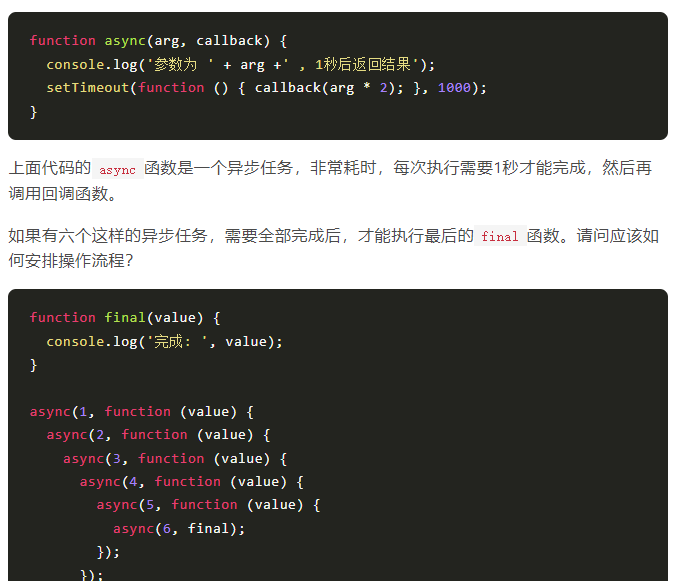 function async(arg, callback) {
  console.log('参数为 ' + arg +' , 1秒后返回结果');
  setTimeout(function () { callback(arg * 2); }, 1000);
}
上面代码的 async 函数是一个异步任务，非常耗时，每次执行需要1秒才能完成，然后再
调用回调函数。
如果有六个这样的异步任务，需要全部完成后，才能执行最后的 final 函数。请问应该如
何安排操作流程？
function final(value) {
  console.log('完成: ', value);
}
async(1, function (value) {
  async(2, function (value) {
    async(3, function (value) {
      async(4, function (value) {
        async(5, function (value) {
          async(6, final);
        });
      });